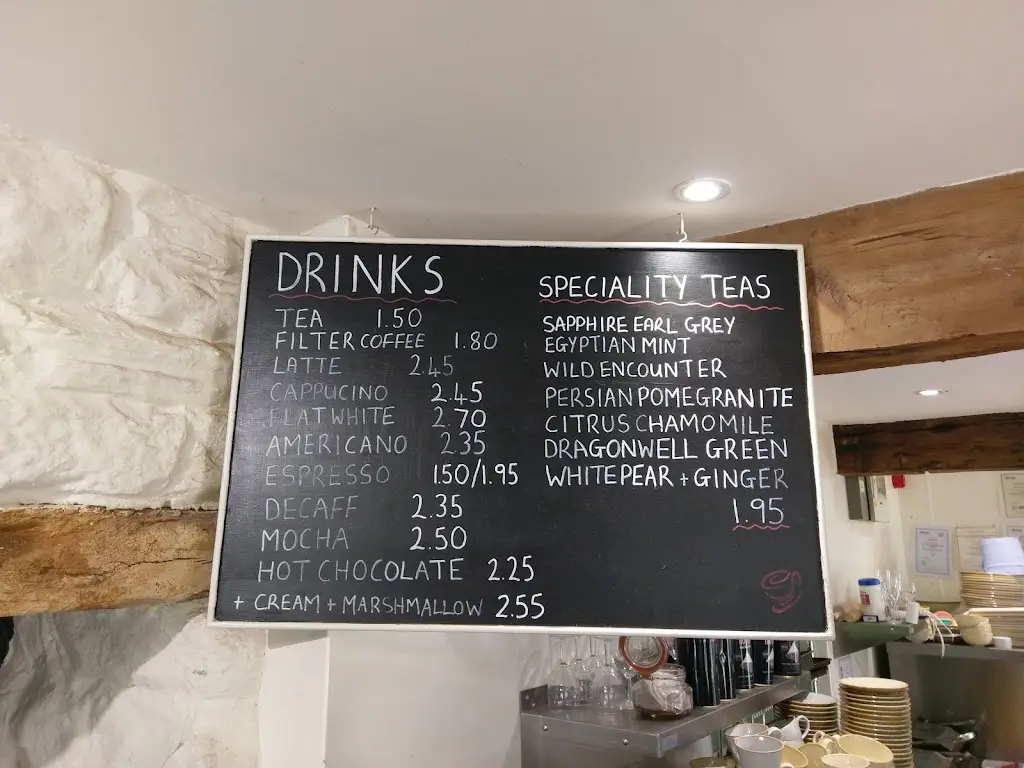 DRINKS
TEA 1.50
FILTER COFFEE 1.80
LATTE 2.45
CAPPUCINO 2.45
FLAT WHITE 2.70
AMERICANO 2.35
ESPRESSO 1.50/1.95
DECAFF 2.35
MOCHA 2.50
HOT CHOCOLATE 2.25
+ CREAM + MARSHMALLOW 2.55
SPECIALITY TEAS
SAPPHIRE EARL GREY
EGYPTIAN MINT
WILD ENCOUNTER
PERSIAN POMEGRANITE
CITRUS CHAMOMILE
DRAGONWELL GREEN
WHITE PEAR + GINGER
1.95